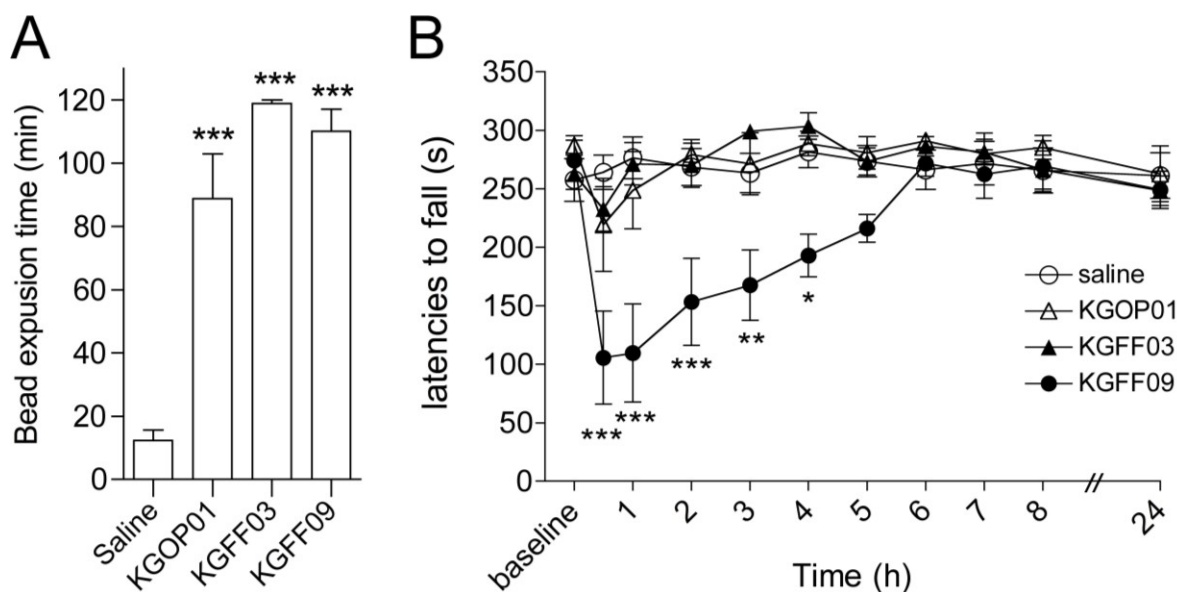 A
Bead expusion time (min)
120
100
80
60
40
20
0
***
***
***
Saline
KGOP01
KGFF03
KGFF09
B
latencies to fall (s)
350
300
250
200
150
100
50
0
***
***
***
**
*
saline
KGOP01
KGFF03
KGFF09
baseline
1
2
3
4
5
6
7
8
//
24
Time (h)